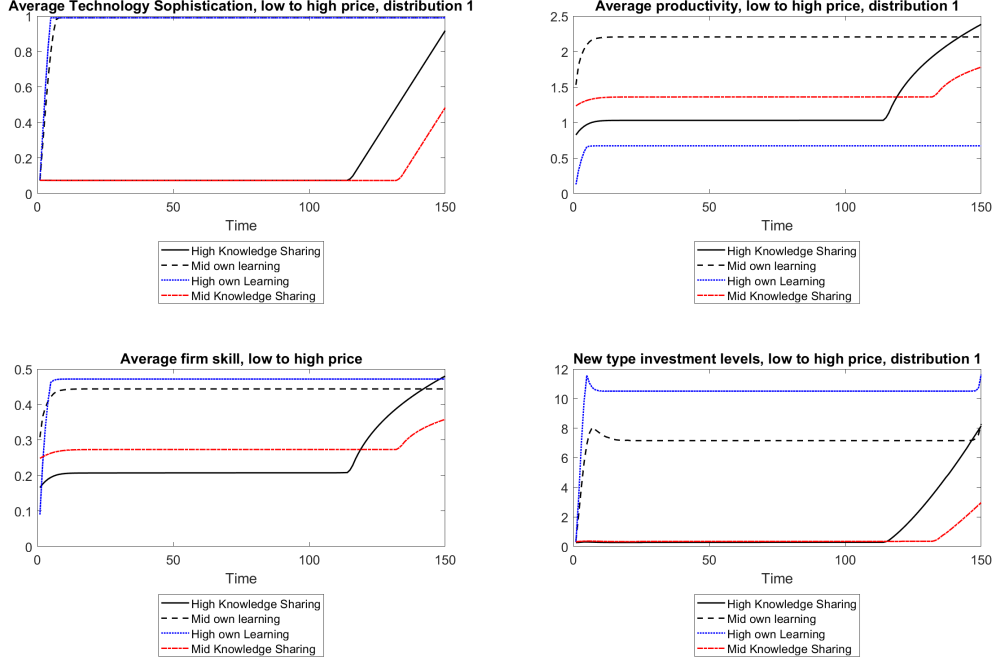 Average Technology Sophistication, low to high price, distribution 1
1
0.8
0.6
0.4
0.2
0
0
50
100
150
Time
High Knowledge Sharing
Mid own learning
High own Learning
Mid Knowledge Sharing
Average productivity, low to high price, distribution 1
2.5
2
1.5
1
0.5
0
0
50
100
150
Time
High Knowledge Sharing
Mid own learning
High own Learning
Mid Knowledge Sharing
Average firm skill, low to high price
0.5
0.4
0.3
0.2
0.1
0
0
50
100
150
Time
High Knowledge Sharing
Mid own learning
High own Learning
Mid Knowledge Sharing
New type investment levels, low to high price, distribution 1
12
10
8
6
4
2
0
0
50
100
150
Time
High Knowledge Sharing
Mid own learning
High own Learning
Mid Knowledge Sharing